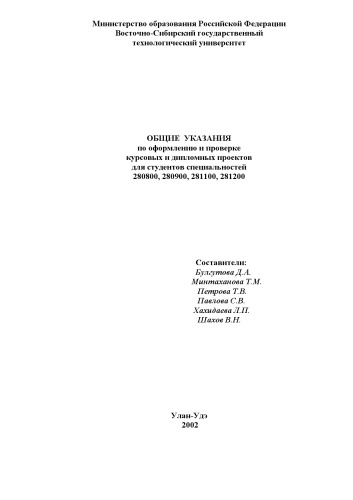 Министерство образования Российской Федерации
Восточно-Сибирский государственный
технологический университет
ОБЩИЕ УКАЗАНИЯ
по оформлению и проверке
курсовых и дипломных проектов
для студентов специальностей
280800, 280900, 281100, 281200
Составители:
Булгутова Д.А.
Минтаханова Т.М.
Петрова Т.В.
Павлова С.В.
Хахидаева Л.П.
Шахов В.Н.
Улан-Удэ
2002